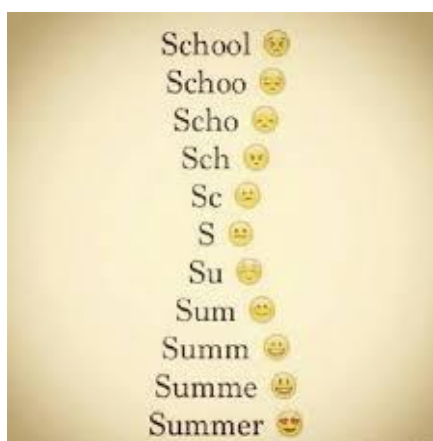 School 😠
Schoo 😔
Scho 😞
Sch 😠
Sc 😕
S 😐
Su ☺️
Sum 😊
Summ 😀
Summe 😃
Summer 😍